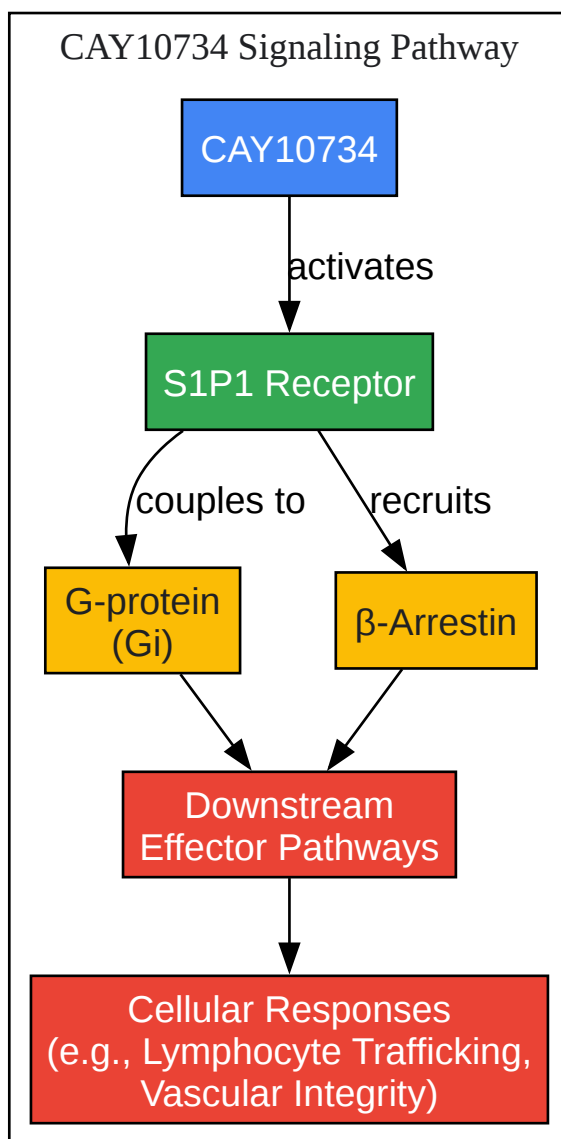 CAY10734 Signaling Pathway
CAY10734
activates
S1P1 Receptor
couples to
recruits
G-protein
(Gi)
β-Arrestin
Downstream
Effector Pathways
Cellular Responses
(e.g., Lymphocyte Trafficking,
Vascular Integrity)